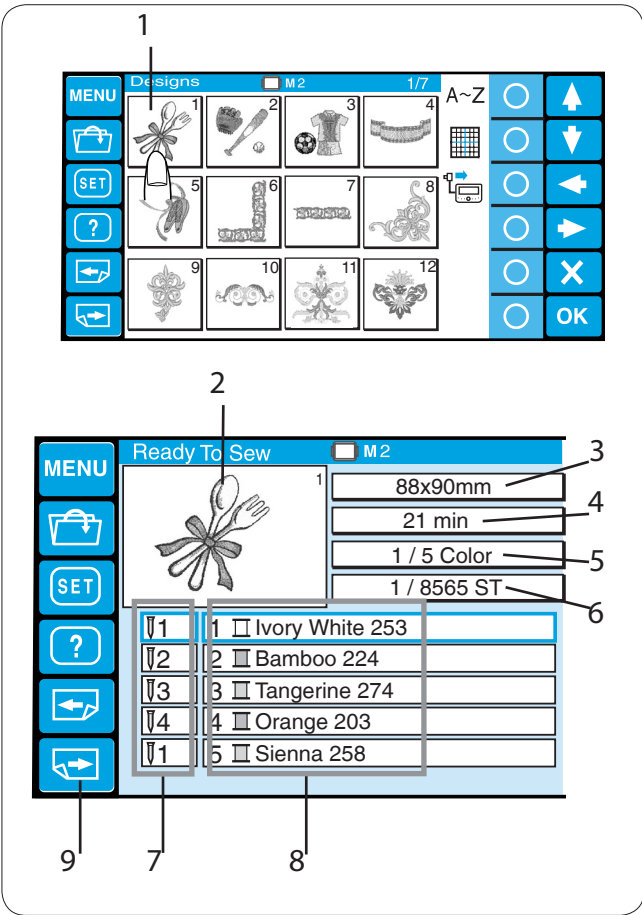 1
MENU Designs M2 1/7 A~Z
1 2 3 4
SET
5 6 7 8
?
9 10 11 12
OK
2
MENU Ready To Sew M2
3
1 88x90mm
4
21 min
1 / 5 Color
5
SET 1 / 8565 ST
6
1 1 Ivory White 253
? 2 2 Bamboo 224
3 3 Tangerine 274
4 4 Orange 203
1 5 Sienna 258
9 7 8